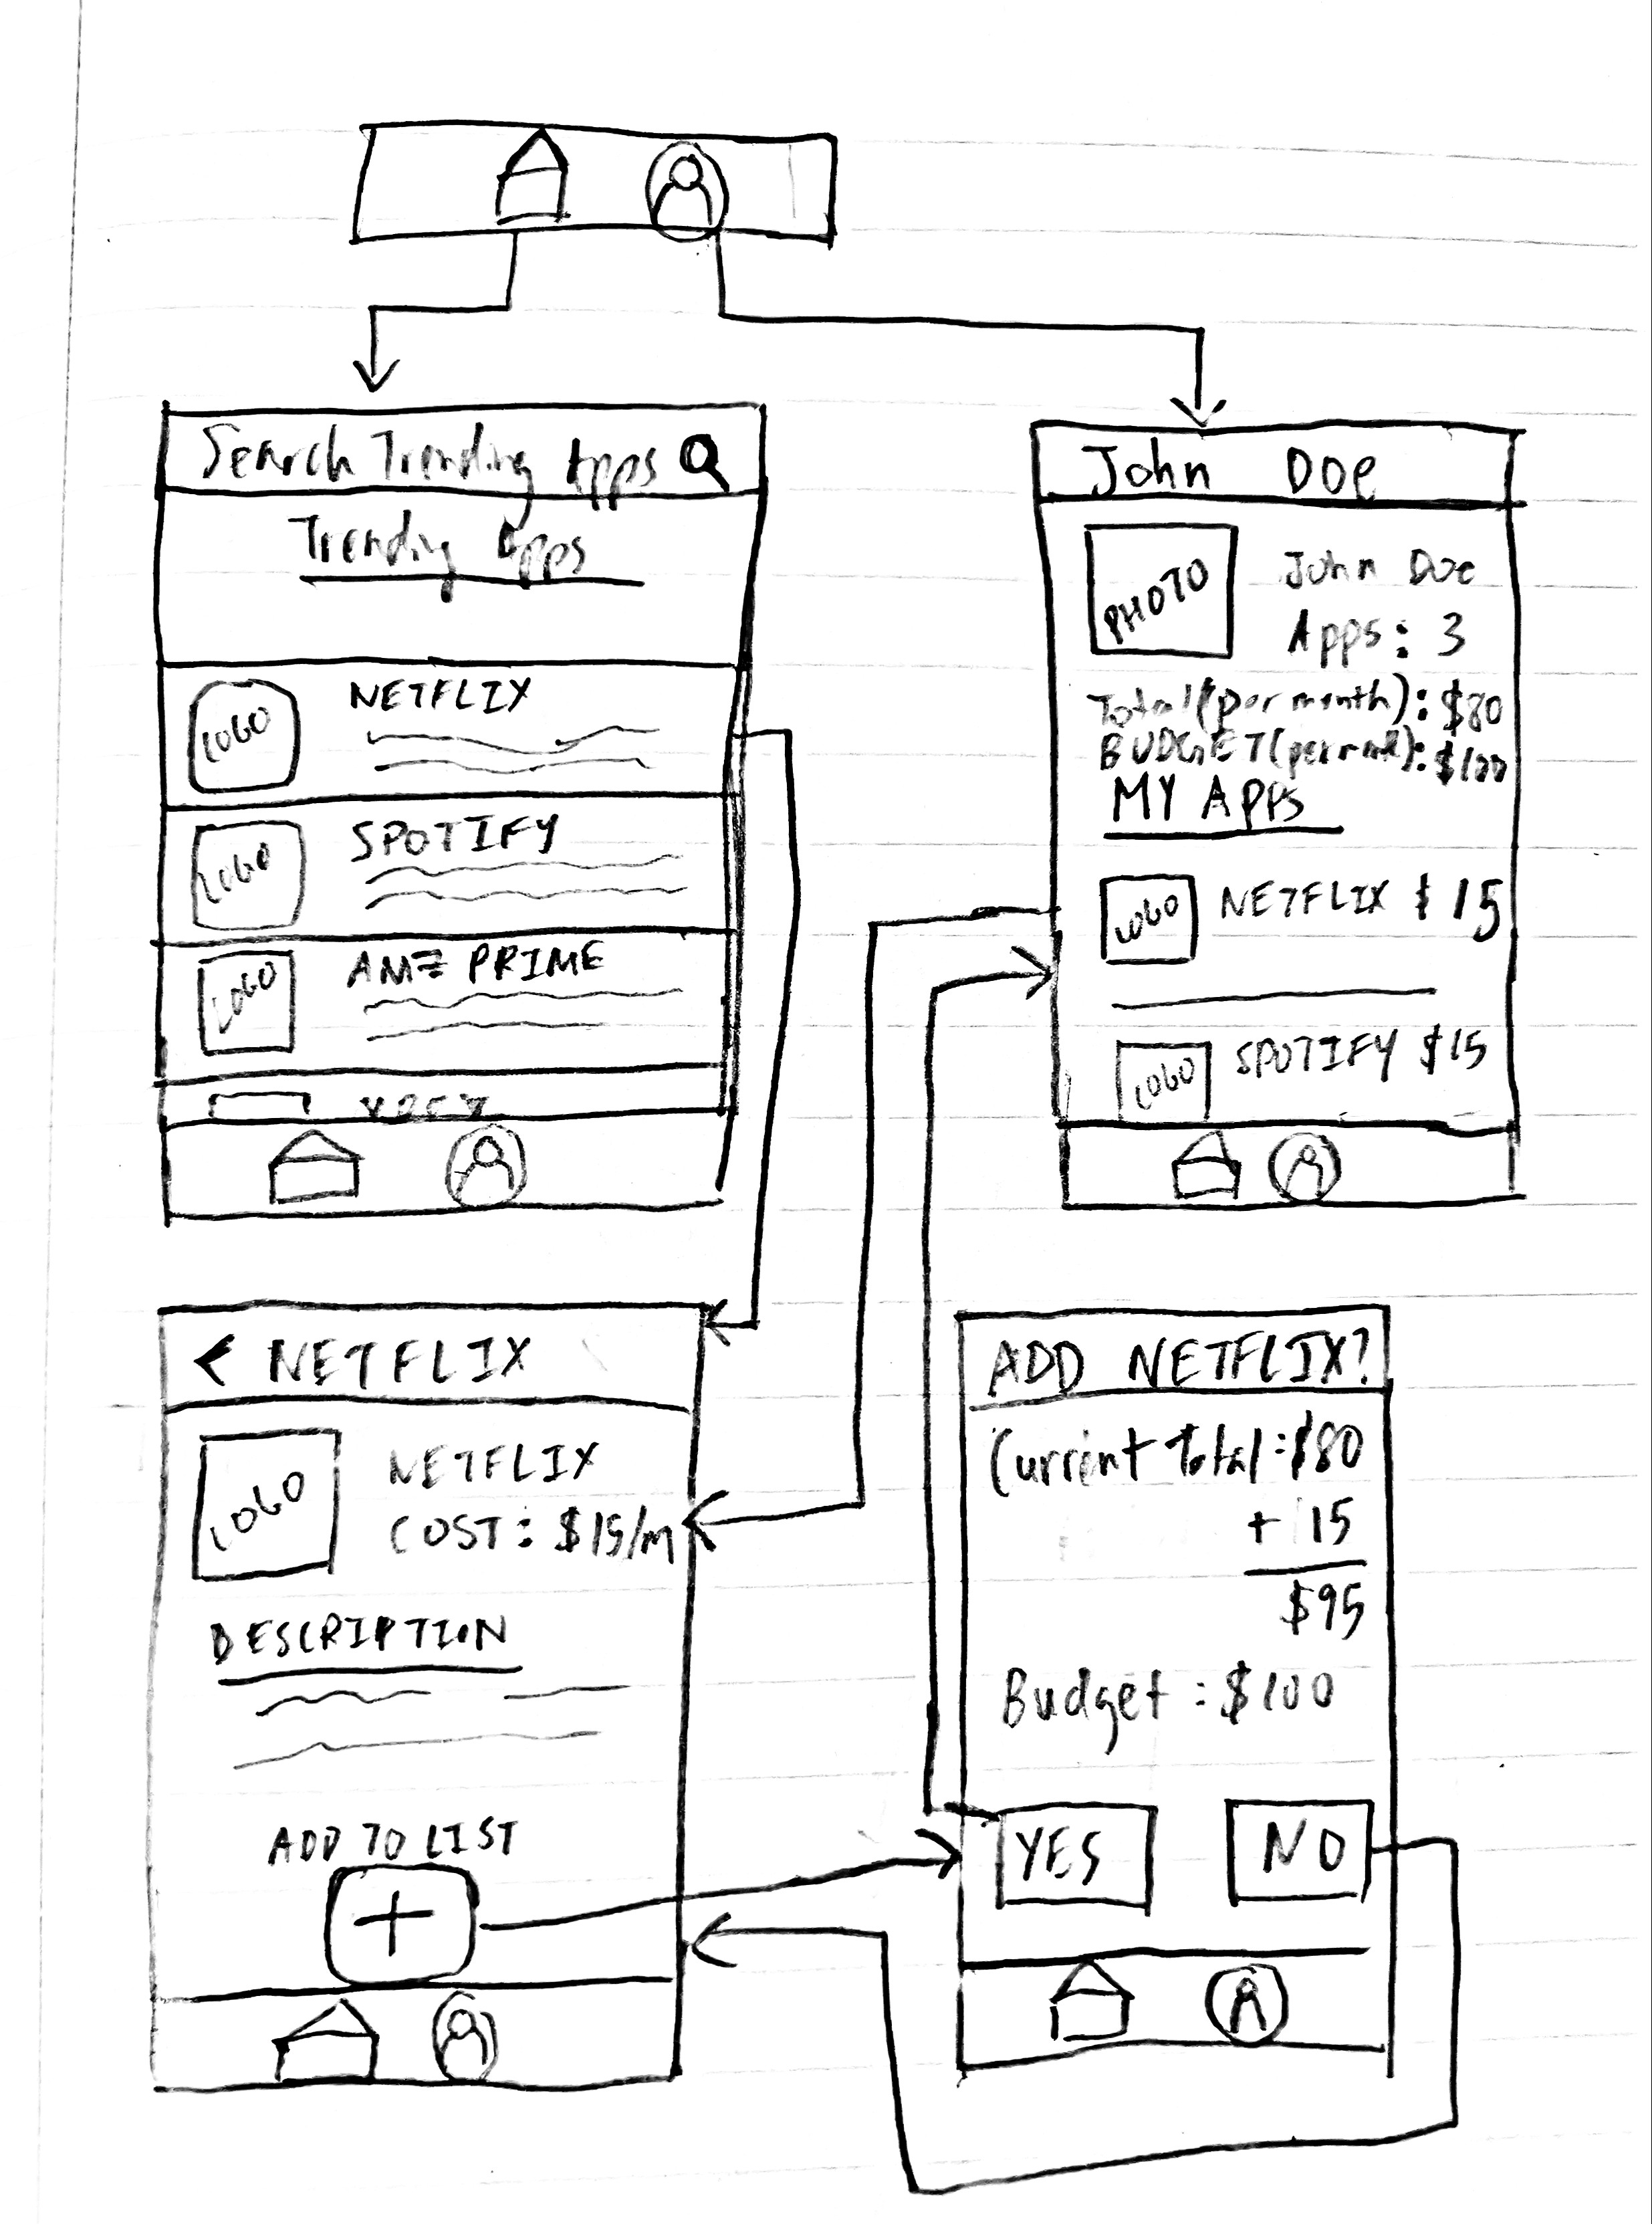 Search Trending Apps
Trending Apps
LOGO
NETFLIX
LOGO
SPOTIFY
LOGO
AMZ PRIME
John Doe
PHOTO
John Doe
Apps: 3
Total (per month): $80
BUDGET (per month): $100
MY APPS
LOGO
NETFLIX $15
LOGO
SPOTIFY $15
< NETFLIX
LOGO
NETFLIX
COST: $15/m
DESCRIPTION
ADD TO LIST
+
ADD NETFLIX?
Current Total: $80
+ 15
$95
Budget: $100
YES
NO